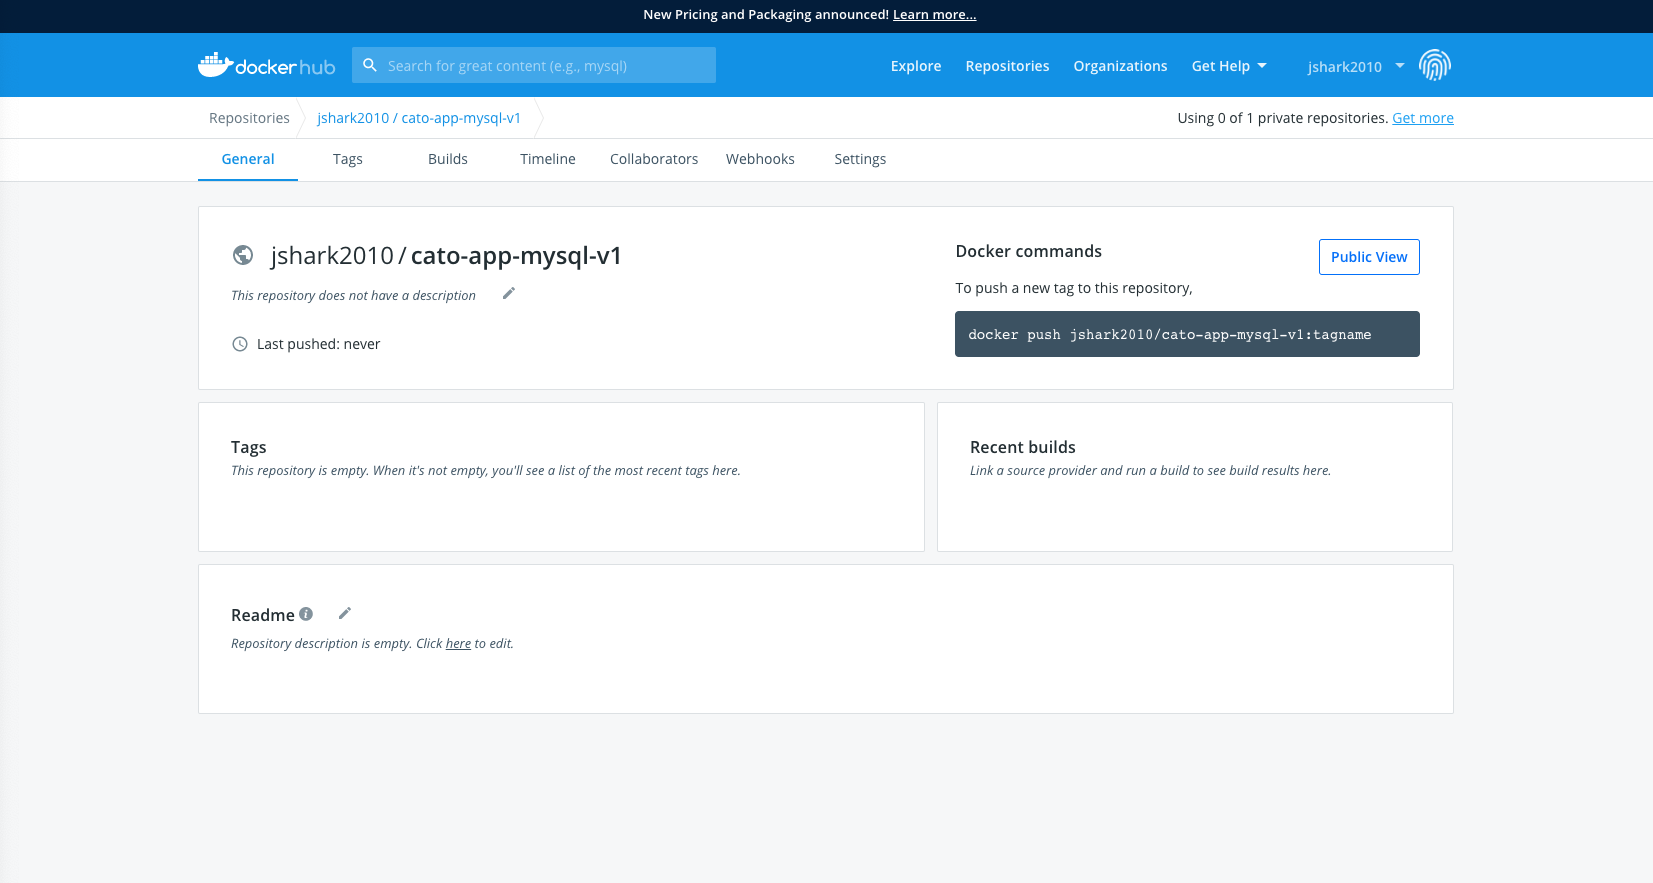 New Pricing and Packaging announced! Learn more...
docker hub
Search for great content (e.g., mysql)
Explore Repositories Organizations Get Help jshark2010
Repositories jshark2010 / cato-app-mysql-v1 Using 0 of 1 private repositories. Get more
General Tags Builds Timeline Collaborators Webhooks Settings
jshark2010 / cato-app-mysql-v1
This repository does not have a description
Last pushed: never
Docker commands
Public View
To push a new tag to this repository,
docker push jshark2010/cato-app-mysql-v1:tagname
Tags
This repository is empty. When it's not empty, you'll see a list of the most recent tags here.
Recent builds
Link a source provider and run a build to see build results here.
Readme
Repository description is empty. Click here to edit.